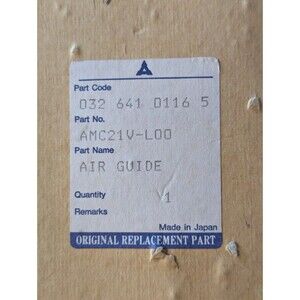 Part Code
032 641 0116 5
Part No.
AMC21V-L00
Part Name
AIR GUIDE
Quantity 1
Remarks
Made in Japan
ORIGINAL REPLACEMENT PART